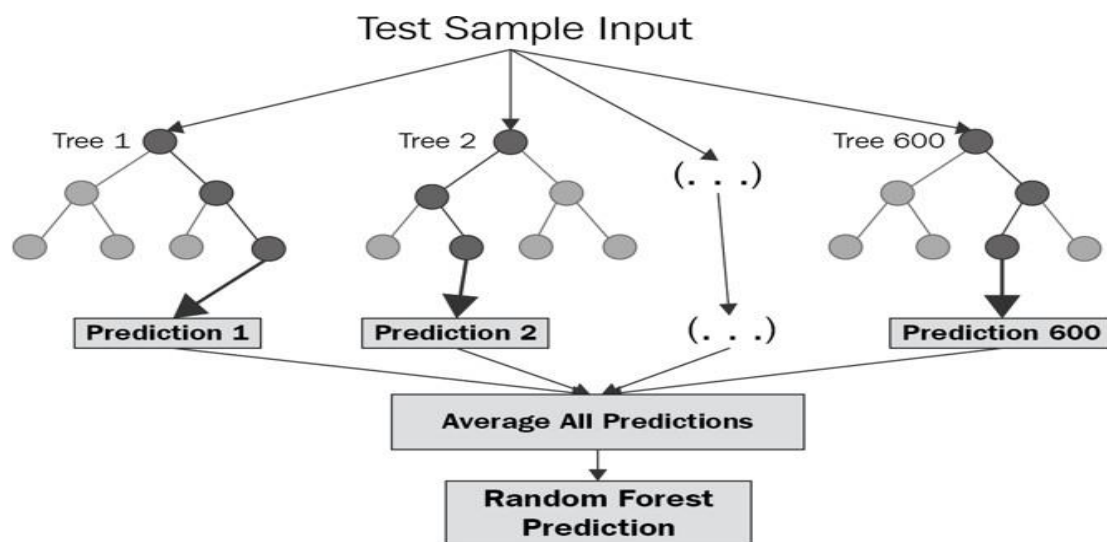 Test Sample Input
Tree 1
Tree 2
Tree 600
(. . .)
(. . .)
Prediction 1
Prediction 2
Prediction 600
Average All Predictions
Random Forest
Prediction